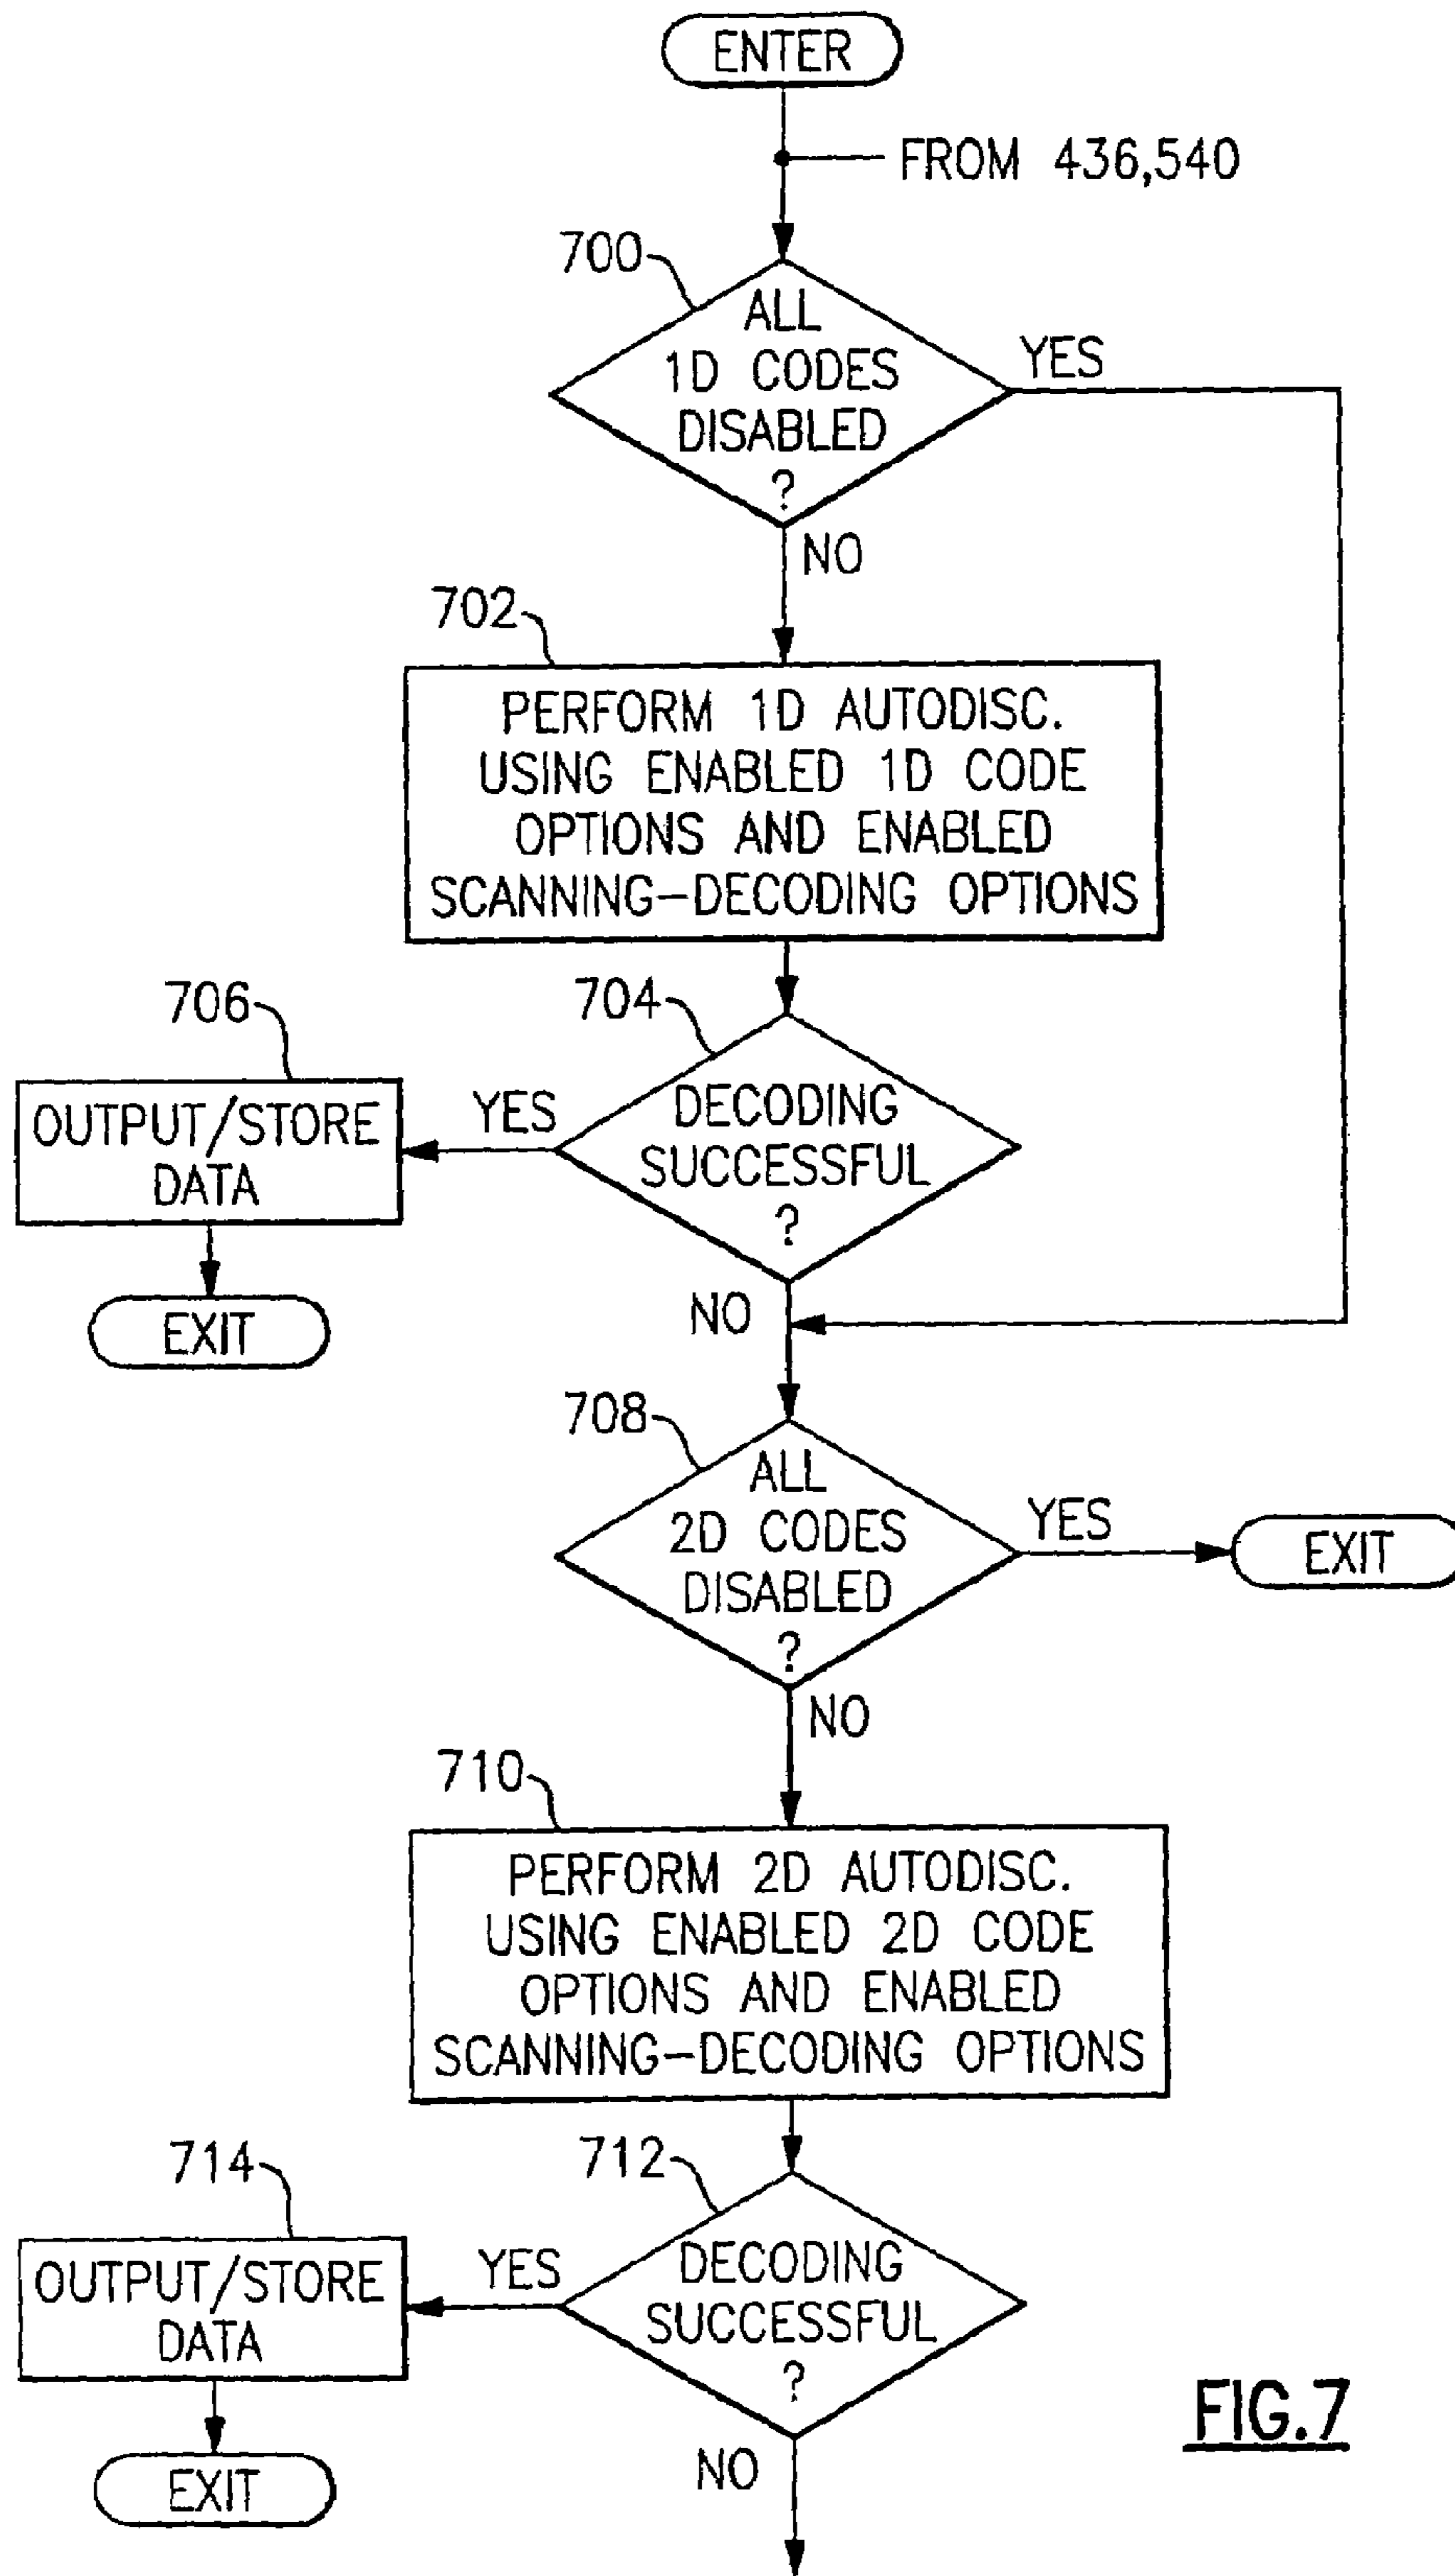 ENTER
FROM 436,540
700
ALL
1D CODES
DISABLED
?
YES
NO
702
PERFORM 1D AUTODISC.
USING ENABLED 1D CODE
OPTIONS AND ENABLED
SCANNING-DECODING OPTIONS
704
DECODING
SUCCESSFUL
?
YES
706
OUTPUT/STORE
DATA
EXIT
NO
708
ALL
2D CODES
DISABLED
?
YES
EXIT
NO
710
PERFORM 2D AUTODISC.
USING ENABLED 2D CODE
OPTIONS AND ENABLED
SCANNING-DECODING OPTIONS
712
DECODING
SUCCESSFUL
?
YES
714
OUTPUT/STORE
DATA
EXIT
NO
FIG.7